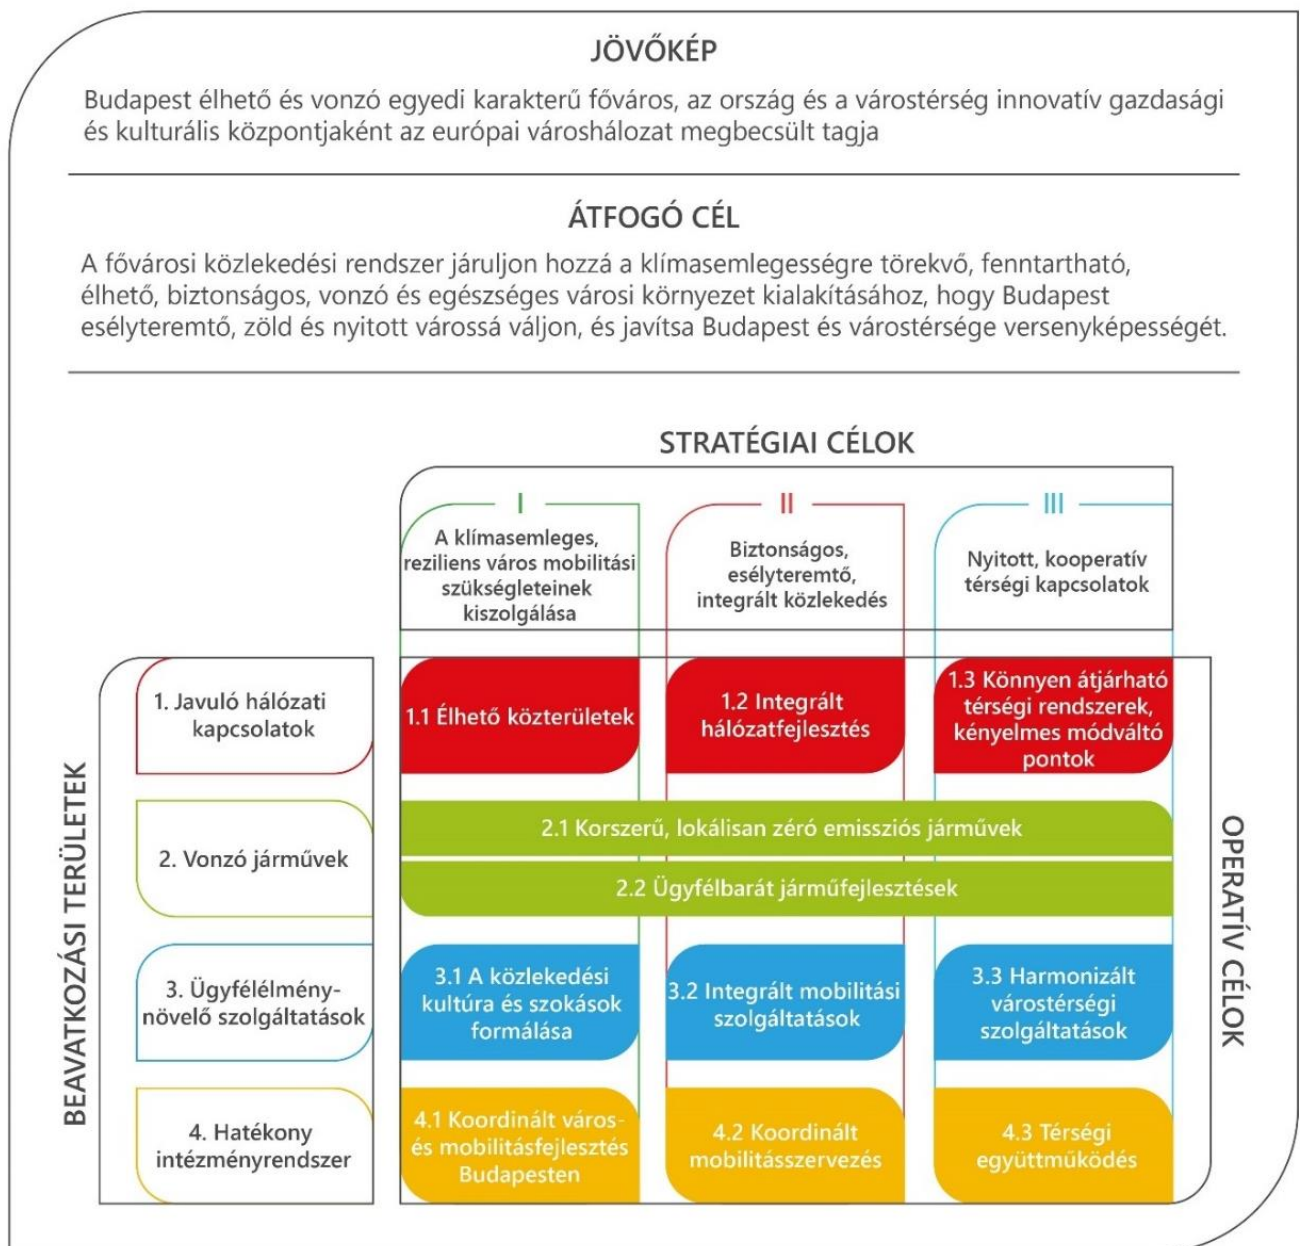 JÖVŐKÉP
Budapest élhető és vonzó egyedi karakterű főváros, az ország és a várostérség innovatív gazdasági
és kulturális központjaként az európai városhálozat megbecsült tagja
ÁTFOGÓ CÉL
A fővárosi közlekedési rendszer járuljon hozzá a klímasemlegességre törekvő, fenntartható,
élhető, biztonságos, vonzó és egészséges városi környezet kialakításához, hogy Budapest
esélyteremtő, zöld és nyitott várossá váljon, és javítsa Budapest és várostérsége versenyképességét.
STRATÉGIAI CÉLOK
I
A klímasemleges,
reziliens város mobilitási
szükségleteinek
kiszolgálása
II
Biztonságos,
esélyteremtő,
integrált közlekedés
III
Nyitott, kooperatív
térségi kapcsolatok
BEAVATKOZÁSI TERÜLETEK
1. Javuló hálózati
kapcsolatok
1.1 Élhető közterületek
1.2 Integrált
hálózatfejlesztés
1.3 Könnyen átjárható
térségi rendszerek,
kényelmes módváltó
pontok
2. Vonzó járművek
2.1 Korszerű, lokálisan zéró emissziós járművek
2.2 Ügyfélbarát járműfejlesztések
3. Ügyfélélmény-
növelő szolgáltatások
3.1 A közlekedési
kultúra és szokások
formálása
3.2 Integrált mobilitási
szolgáltatások
3.3 Harmonizált
várostérségi
szolgáltatások
4. Hatékony
intézményrendszer
4.1 Koordinált város-
és mobilitásfejlesztés
Budapesten
4.2 Koordinált
mobilitásszervezés
4.3 Térségi
együttműködés
OPERATÍV CÉLOK